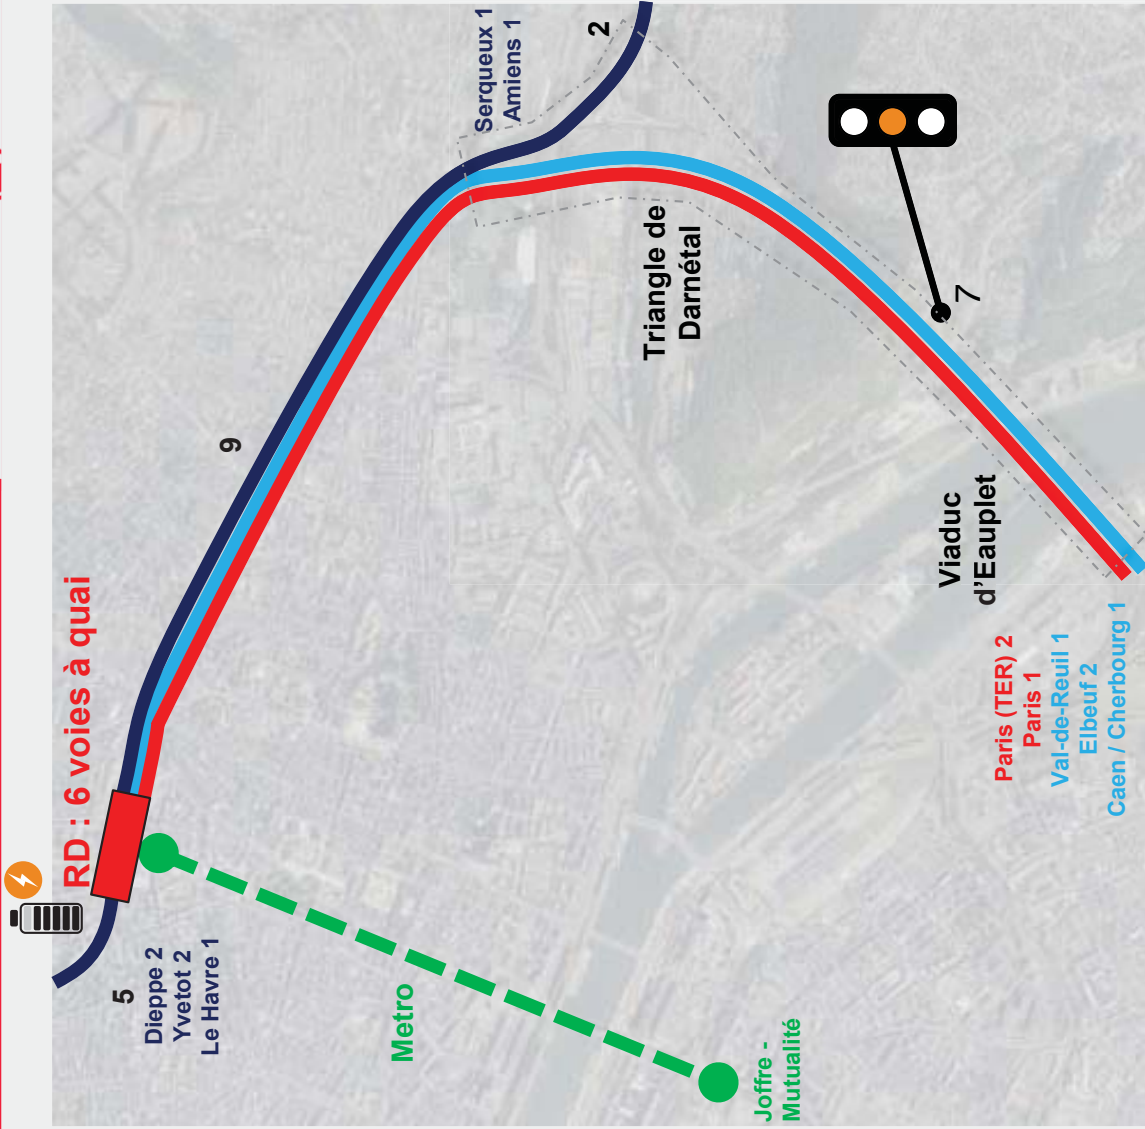 RD : 6 voies à quai
5
Dieppe 2
Yvetot 2
Le Havre 1
9
Metro
Joffre -
Mutualité
Serqueux 1
Amiens 1
2
Triangle de
Darnétal
7
Viaduc
d'Eauplet
Paris (TER) 2
Paris 1
Val-de-Reuil 1
Elbeuf 2
Caen / Cherbourg 1